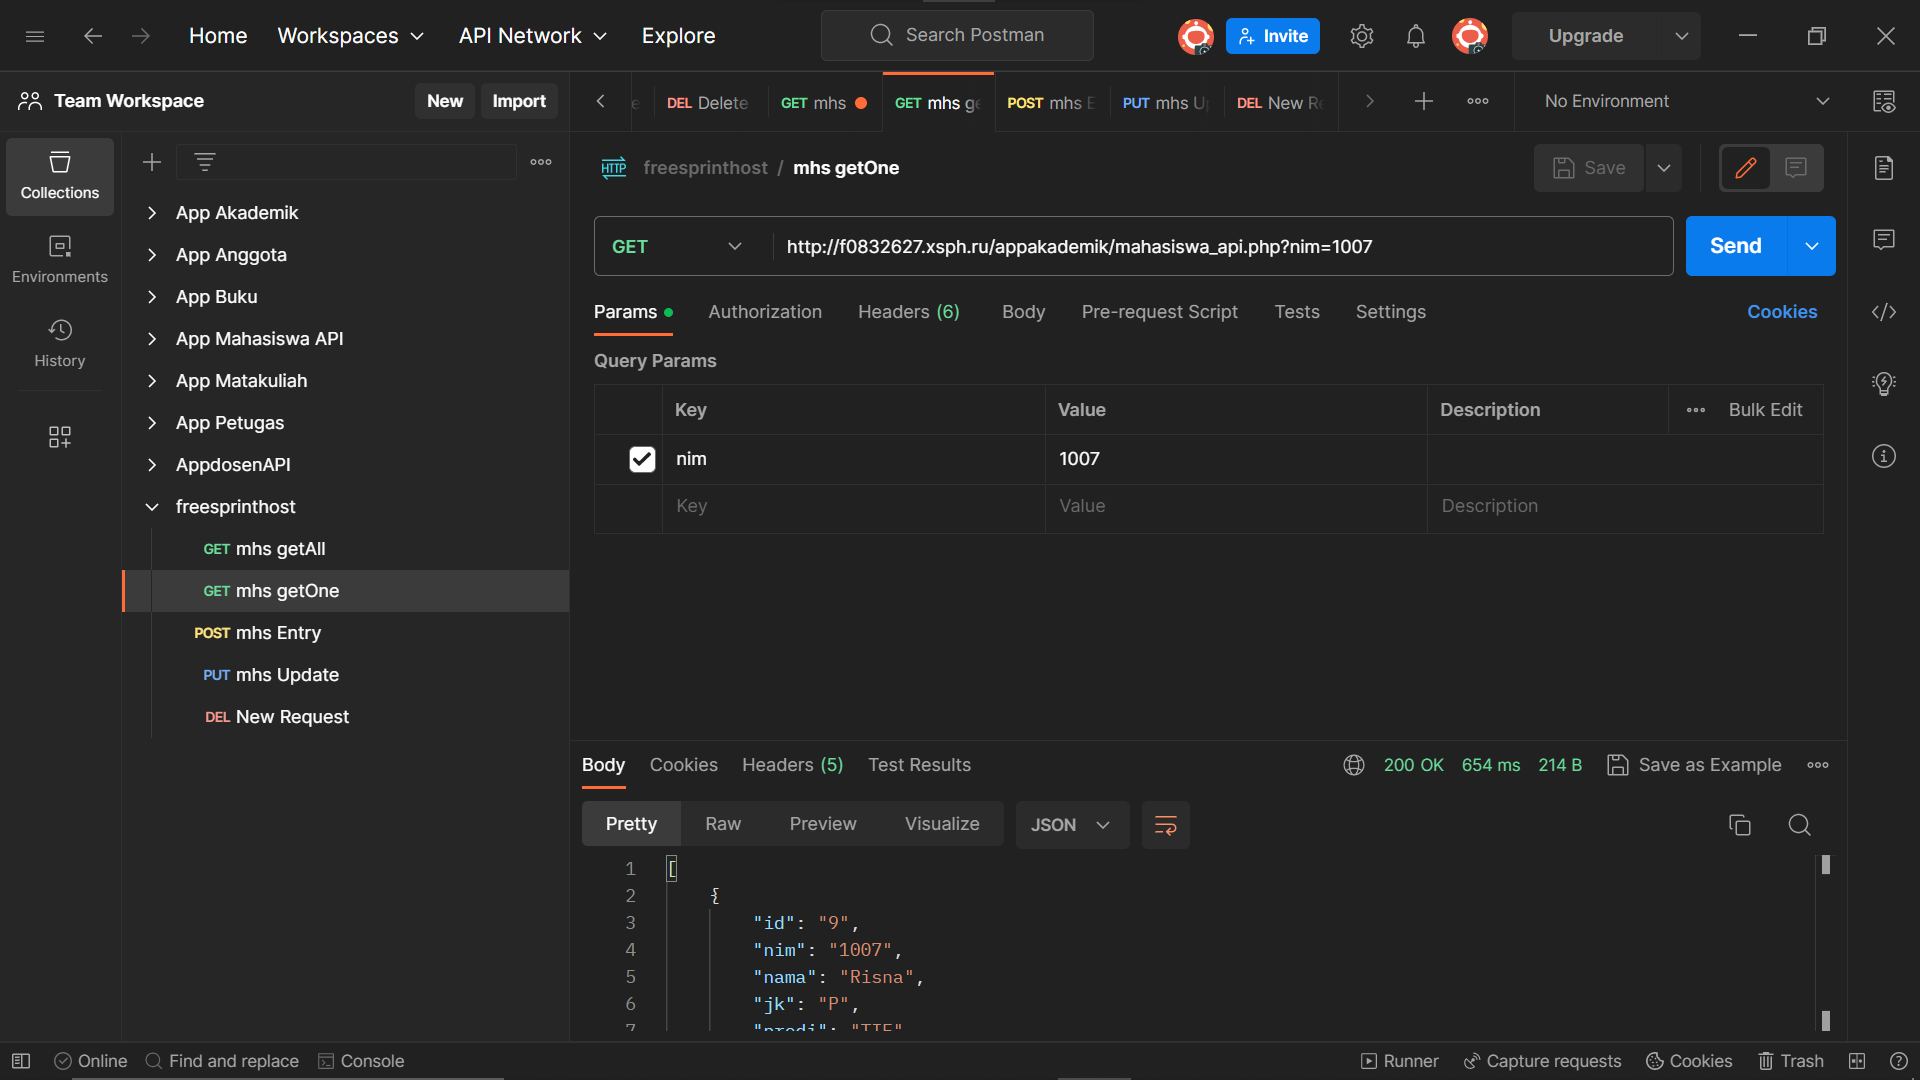 Home Workspaces API Network Explore Search Postman Invite Upgrade
Team Workspace New Import
DEL Delete GET mhs GET mhs ge POST mhs E PUT mhs U DEL New Re No Environment
Collections
Environments
History
App Akademik
App Anggota
App Buku
App Mahasiswa API
App Matakuliah
App Petugas
AppdosenAPI
freesprinthost
GET mhs getAll
GET mhs getOne
POST mhs Entry
PUT mhs Update
DEL New Request
HTTP freesprinthost / mhs getOne Save
GET http://f0832627.xsph.ru/appakademik/mahasiswa_api.php?nim=1007 Send
Params Authorization Headers (6) Body Pre-request Script Tests Settings Cookies
Query Params
Key Value Description Bulk Edit
nim 1007
Key Value Description
Body Cookies Headers (5) Test Results 200 OK 654 ms 214 B Save as Example
Pretty Raw Preview Visualize JSON
1 [
2 {
3 "id": "9",
4 "nim": "1007",
5 "nama": "Risna",
6 "jk": "P",
7 "prodi": "TIF"
Online Find and replace Console Runner Capture requests Cookies Trash